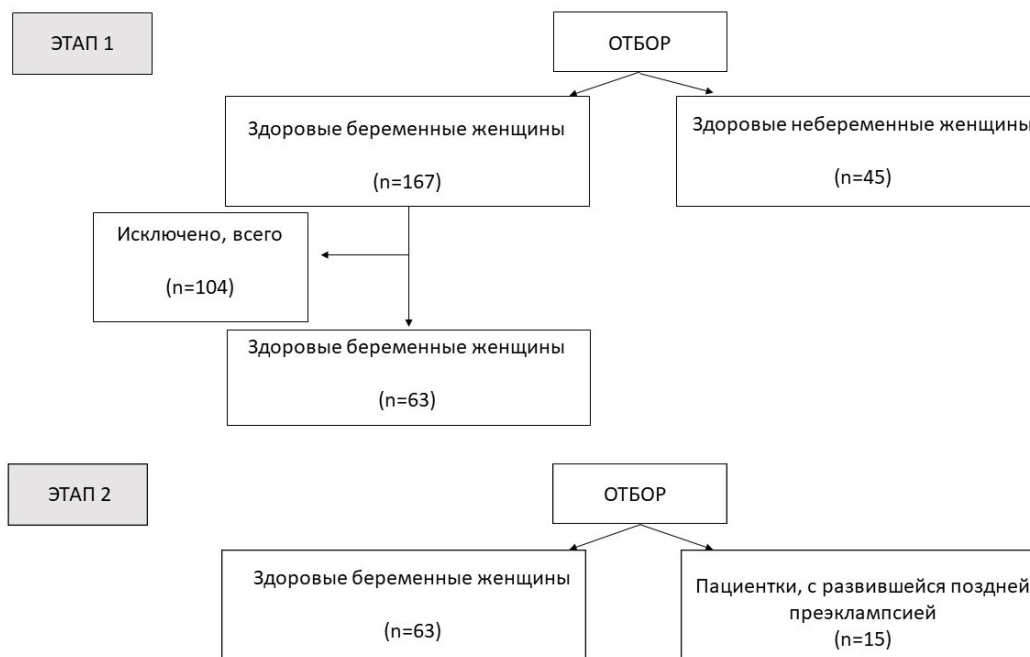 ЭТАП 1
ОТБОР
Здоровые беременные женщины
(n=167)
Здоровые небеременные женщины
(n=45)
Исключено, всего
(n=104)
Здоровые беременные женщины
(n=63)
ЭТАП 2
ОТБОР
Здоровые беременные женщины
(n=63)
Пациентки, с развившейся поздней
преэклампсией
(n=15)